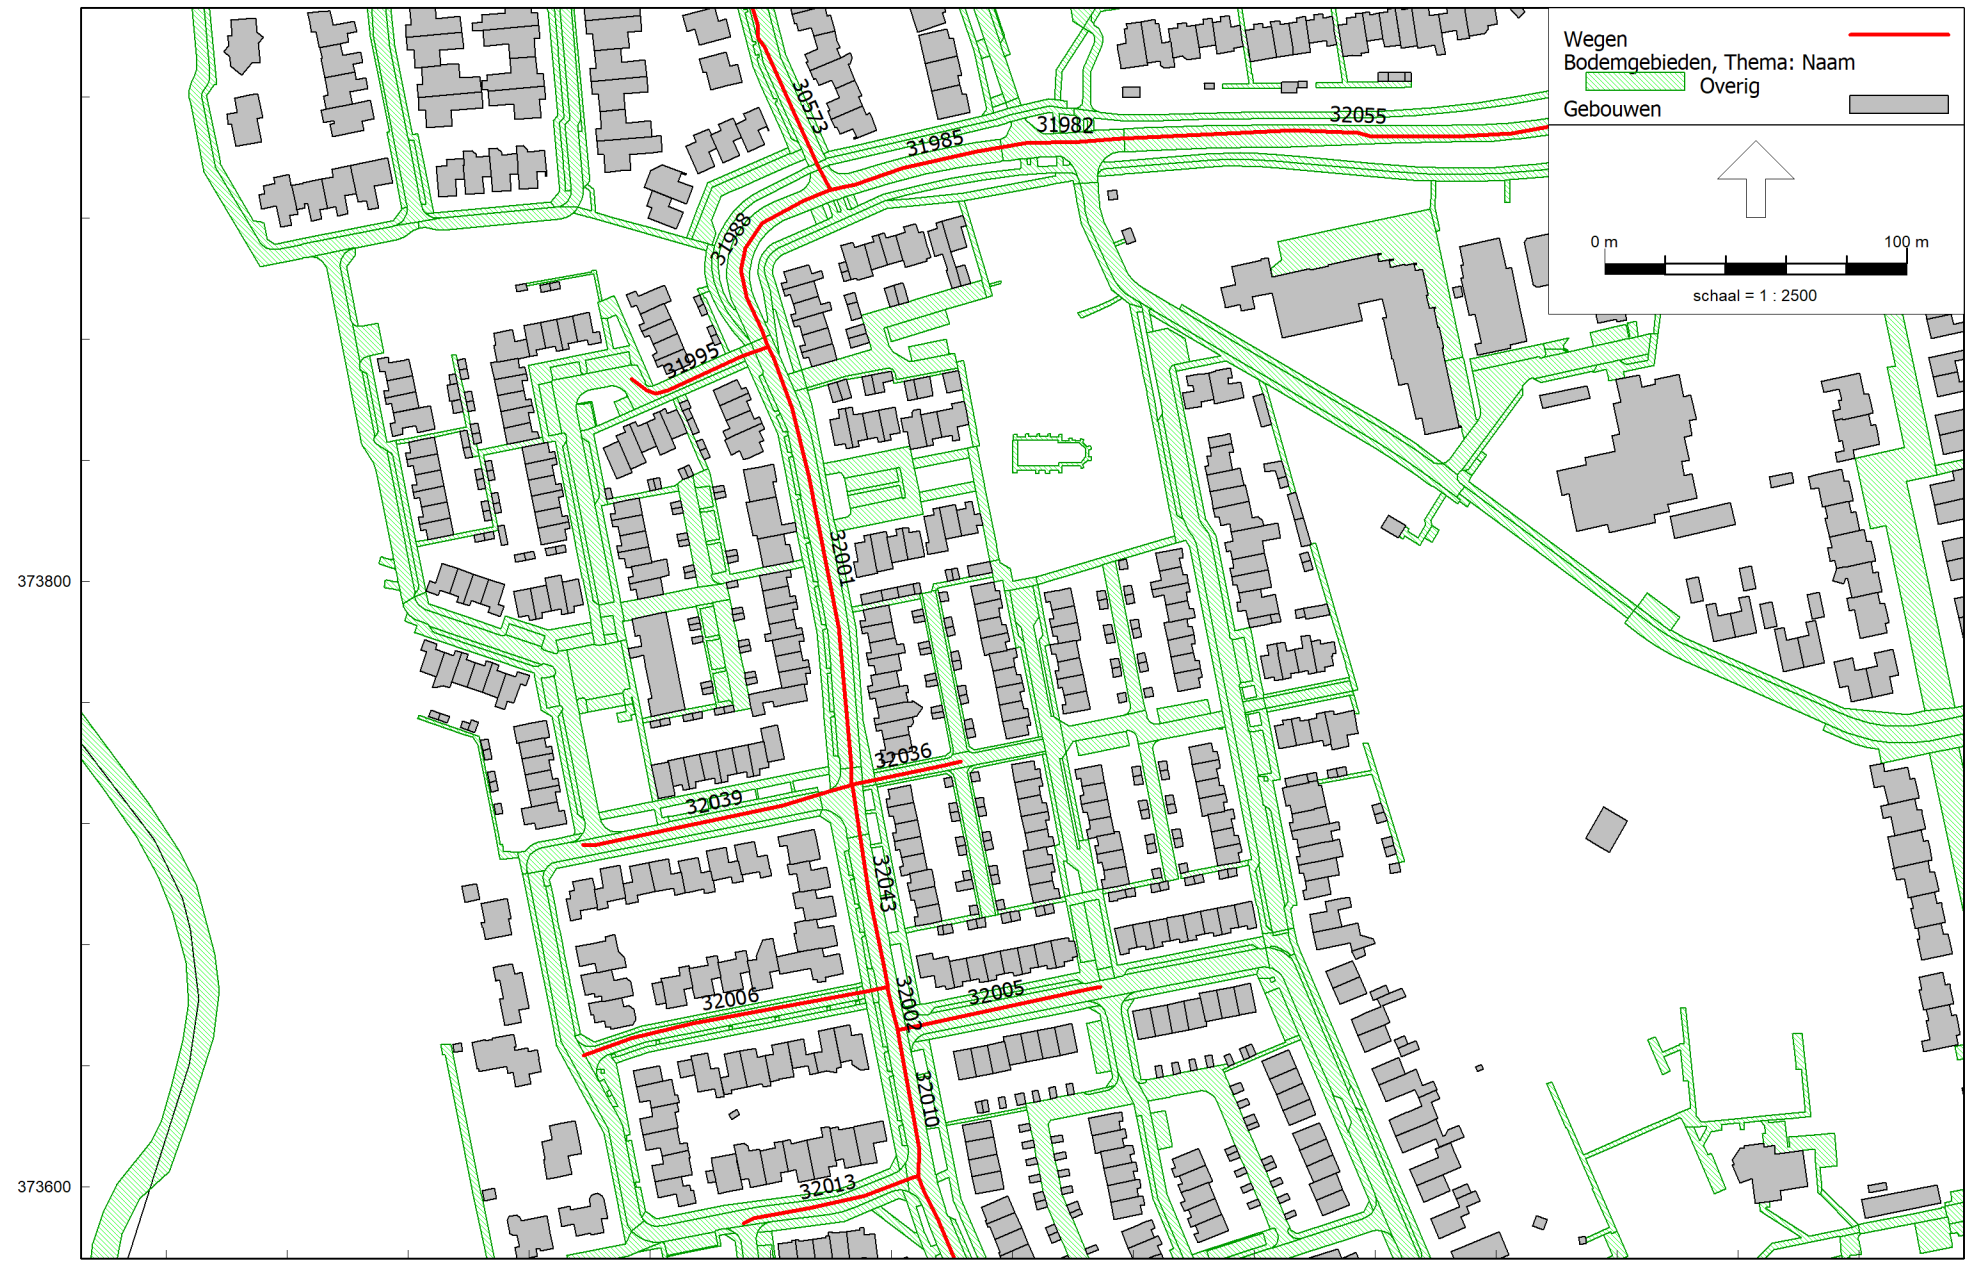 Wegen
Bodemgebieden, Thema: Naam
Overig
Gebouwen
0 m
100 m
schaal = 1 : 2500
30573
31985
31982
32055
31988
31995
32001
373800
32036
32039
32043
32006
32002
32005
32010
32013
373600